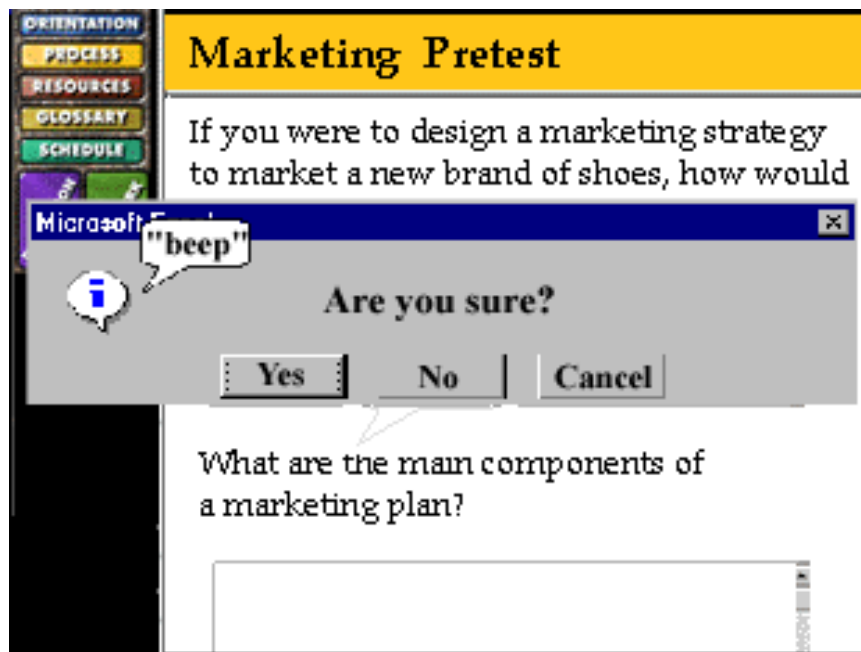 ORIENTATION
PROCESS
RESOURCES
GLOSSARY
SCHEDULE
Marketing Pretest
If you were to design a marketing strategy
to market a new brand of shoes, how would
Microsoft
"beep"
Are you sure?
Yes No Cancel
What are the main components of
a marketing plan?